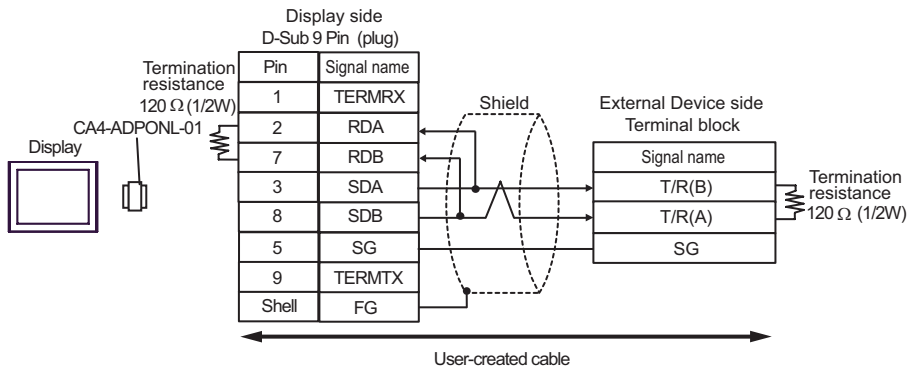 Display side
D-Sub 9 Pin (plug)
Termination
resistance
120 Ω (1/2W)
CA4-ADPONL-01
Display
Pin Signal name
1 TERMRX
2 RDA
7 RDB
3 SDA
8 SDB
5 SG
9 TERMTX
Shell FG
Shield
External Device side
Terminal block
Signal name
T/R(B)
T/R(A)
SG
Termination
resistance
120 Ω (1/2W)
User-created cable